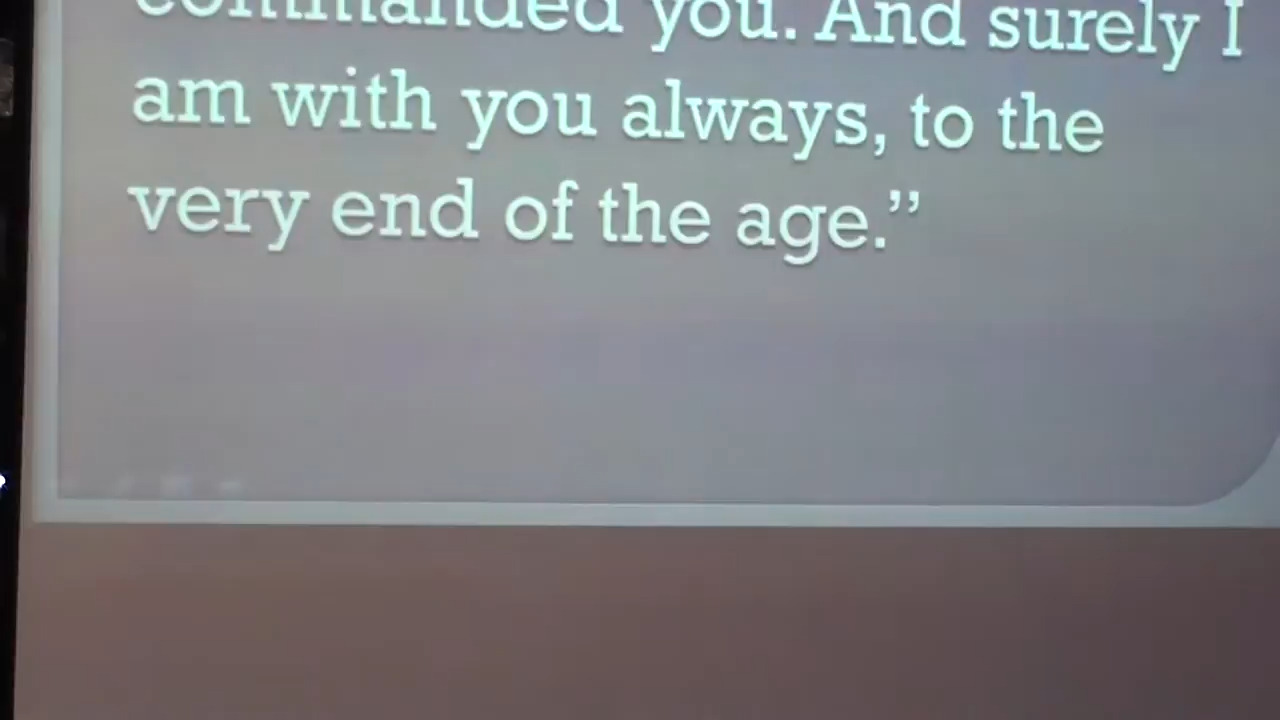 commanded you. And surely I
am with you always, to the
very end of the age.”